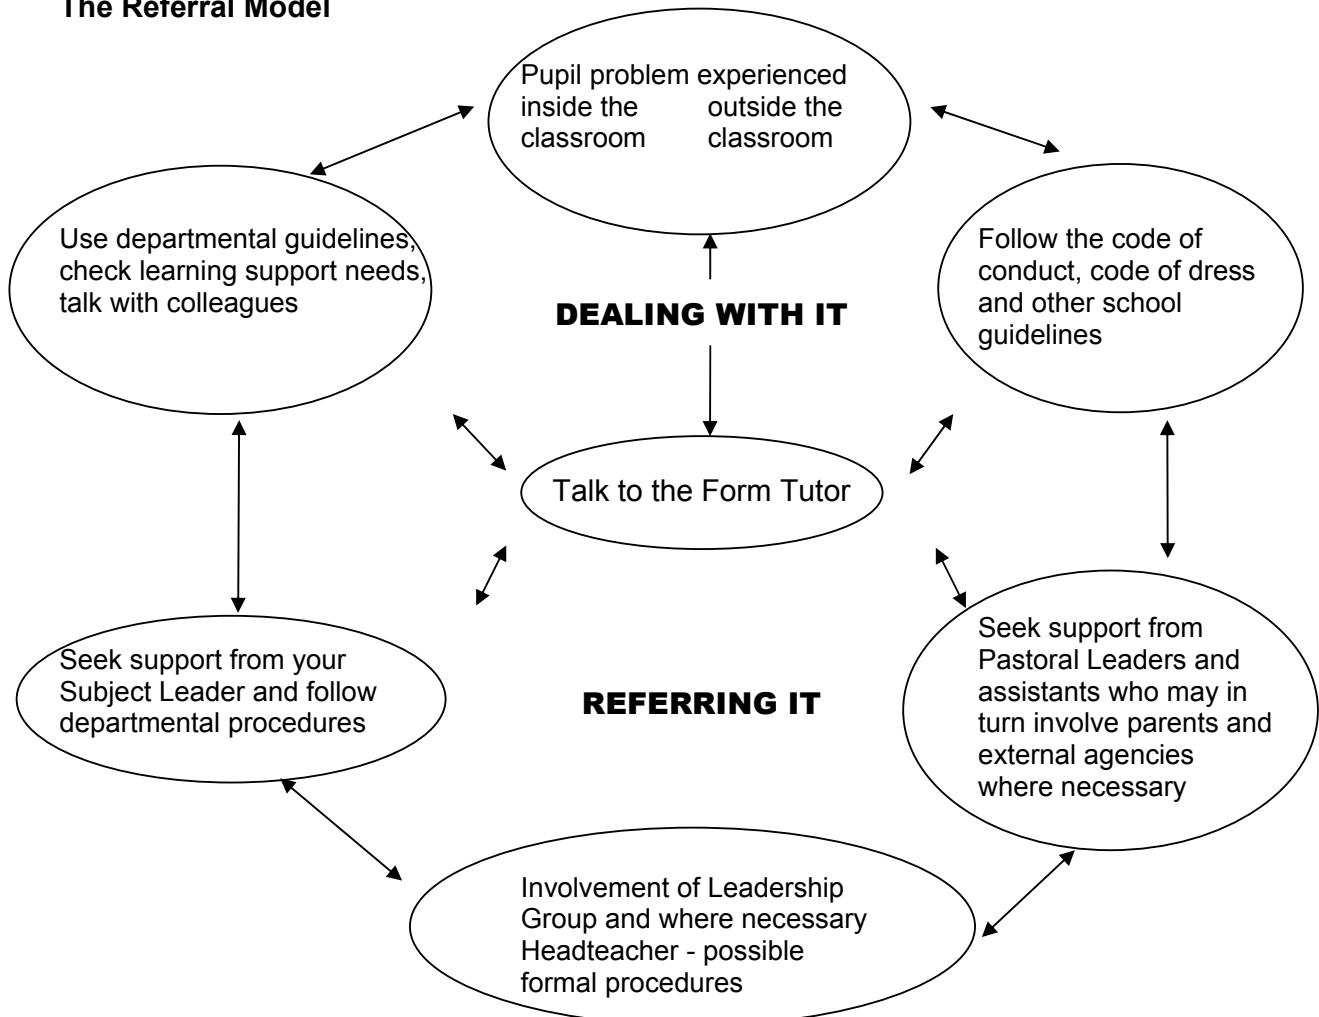 The Referral Model
Pupil problem experienced
inside the outside the
classroom classroom
Use departmental guidelines,
check learning support needs,
talk with colleagues
Follow the code of
conduct, code of dress
and other school
guidelines
DEALING WITH IT
Talk to the Form Tutor
Seek support from your
Subject Leader and follow
departmental procedures
REFERRING IT
Seek support from
Pastoral Leaders and
assistants who may in
turn involve parents and
external agencies
where necessary
Involvement of Leadership
Group and where necessary
Headteacher - possible
formal procedures